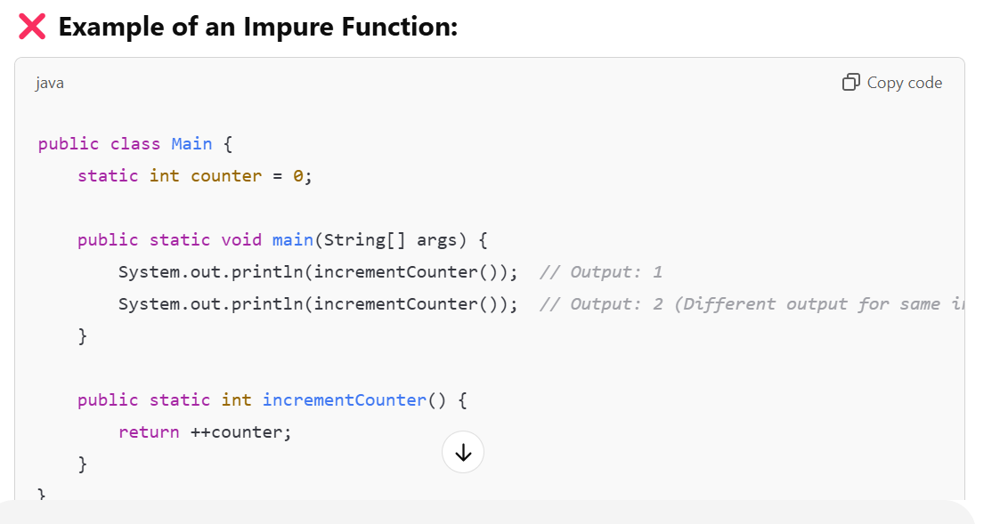 ❌ Example of an Impure Function:
java
Copy code
public class Main {
    static int counter = 0;
    public static void main(String[] args) {
        System.out.println(incrementCounter());  // Output: 1
        System.out.println(incrementCounter());  // Output: 2 (Different output for same
    }
    public static int incrementCounter() {
        return ++counter;
    }
}